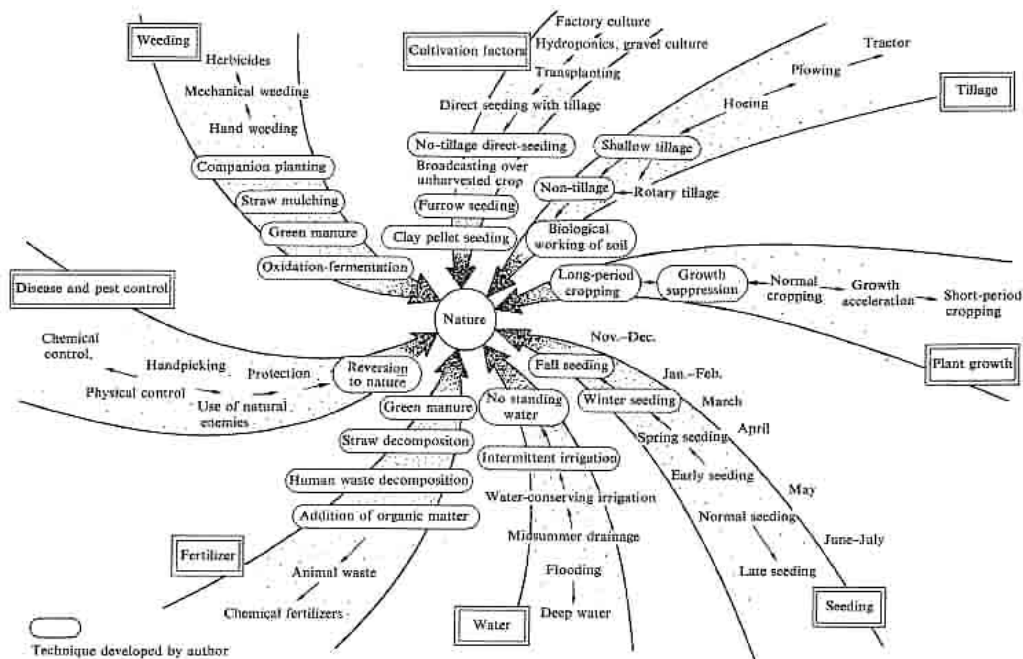 Weeding
Herbicides
Mechanical weeding
Hand weeding
Companion planting
Straw mulching
Green manure
Oxidation-fermentation
Cultivation factors
Factory culture
Hydroponics, gravel culture
Transplanting
Direct seeding with tillage
No-tillage direct-seeding
Broadcasting over
unharvested crop
Furrow seeding
Clay pellet seeding
Tillage
Tractor
Plowing
Hoeing
Shallow tillage
Rotary tillage
Non-tillage
Biological
working of soil
Disease and pest control
Chemical
control,
Handpicking
Physical control
Protection
Use of natural
enemies
Reversion
to nature
Nature
Long-period
cropping
Growth
suppression
Normal
cropping
Growth
acceleration
Short-period
cropping
Plant growth
Fertilizer
Green manure
Straw decompositon
Human waste decomposition
Addition of organic matter
Animal waste
Chemical fertilizers
Water
No standing
water
Intermittent irrigation
Water-conserving irrigation
Midsummer drainage
Flooding
Deep water
Seeding
Nov.–Dec.
Fall seeding
Jan.–Feb.
Winter seeding
March
Spring seeding
April
Early seeding
May
Normal seeding
June–July
Late seeding
Technique developed by author